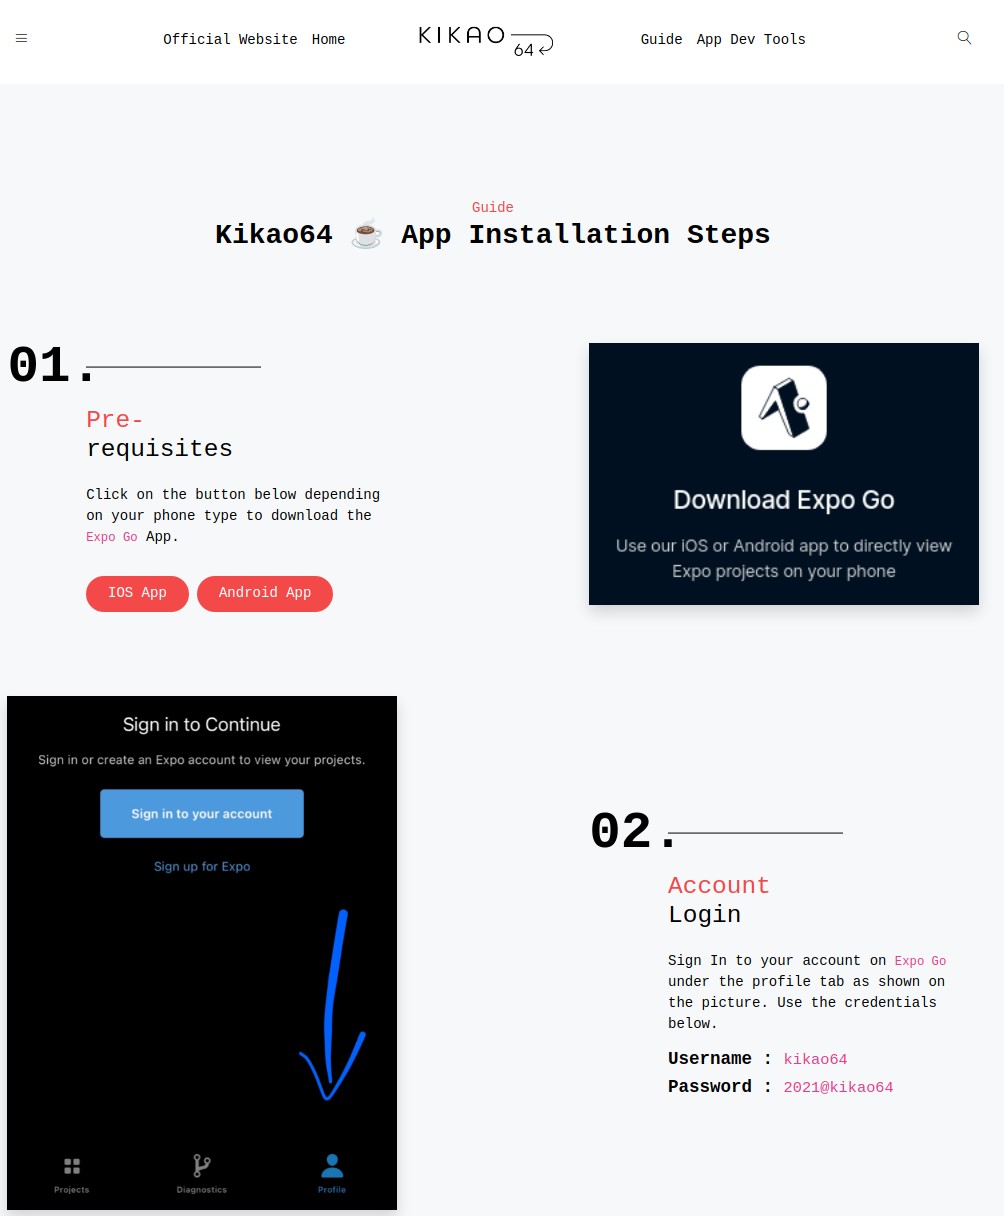 Official Website Home
KIKAO
64
Guide App Dev Tools
Guide
Kikao64 ☕ App Installation Steps
01.
Pre-
requisites
Click on the button below depending
on your phone type to download the
Expo Go App.
IOS App Android App
Download Expo Go
Use our iOS or Android app to directly view
Expo projects on your phone
Sign in to Continue
Sign in or create an Expo account to view your projects.
Sign in to your account
Sign up for Expo
Projects Diagnostics Profile
02.
Account
Login
Sign In to your account on Expo Go
under the profile tab as shown on
the picture. Use the credentials
below.
Username : kikao64
Password : 2021@kikao64